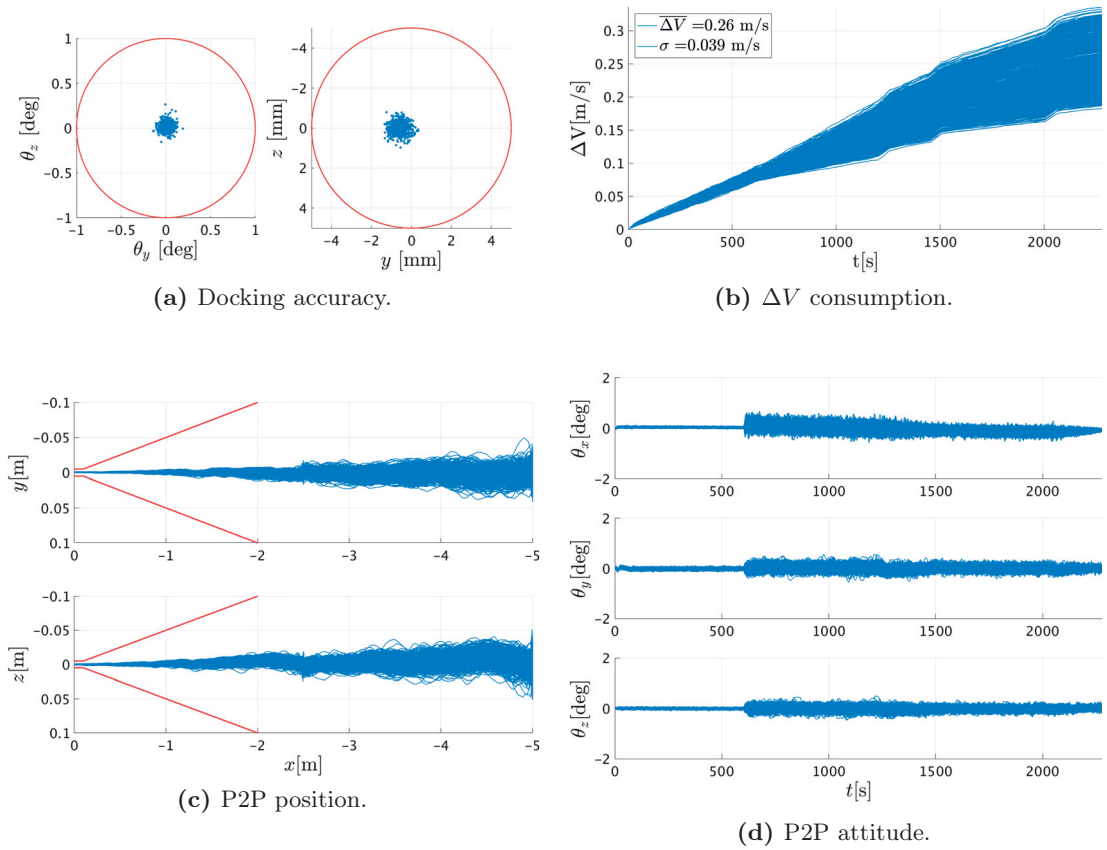 1
0.5
0
−0.5
−1
−1 −0.5 0 0.5 1
θz [deg]
θy [deg]
−4
−2
0
2
4
−4 −2 0 2 4
z [mm]
y [mm]
(a) Docking accuracy.
ΔV =0.26 m/s
σ =0.039 m/s
0.3
0.25
0.2
0.15
0.1
0.05
0
0 500 1000 1500 2000
ΔV[m/s]
t[s]
(b) ΔV consumption.
−0.1
−0.05
0
0.05
0.1
0 −1 −2 −3 −4 −5
y[m]
−0.1
−0.05
0
0.05
0.1
0 −1 −2 −3 −4 −5
z[m]
x[m]
(c) P2P position.
2
0
−2
0 500 1000 1500 2000
θx[deg]
2
0
−2
0 500 1000 1500 2000
θy[deg]
2
0
−2
0 500 1000 1500 2000
θz[deg]
t[s]
(d) P2P attitude.